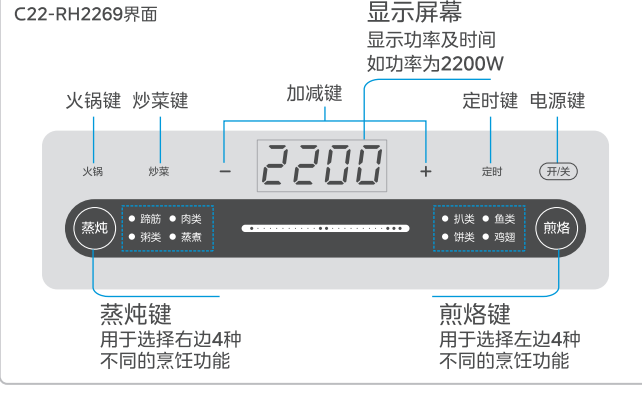 C22-RH2269界面
显示屏幕
显示功率及时间
如功率为2200W
火锅键 炒菜键 加减键 定时键 电源键
火锅 炒菜 − 2200 + 定时 开/关
蒸炖 蹄筋 肉类 扒类 鱼类 煎烙
粥类 蒸煮 饼类 鸡翅
蒸炖键 煎烙键
用于选择右边4种 用于选择左边4种
不同的烹饪功能 不同的烹饪功能